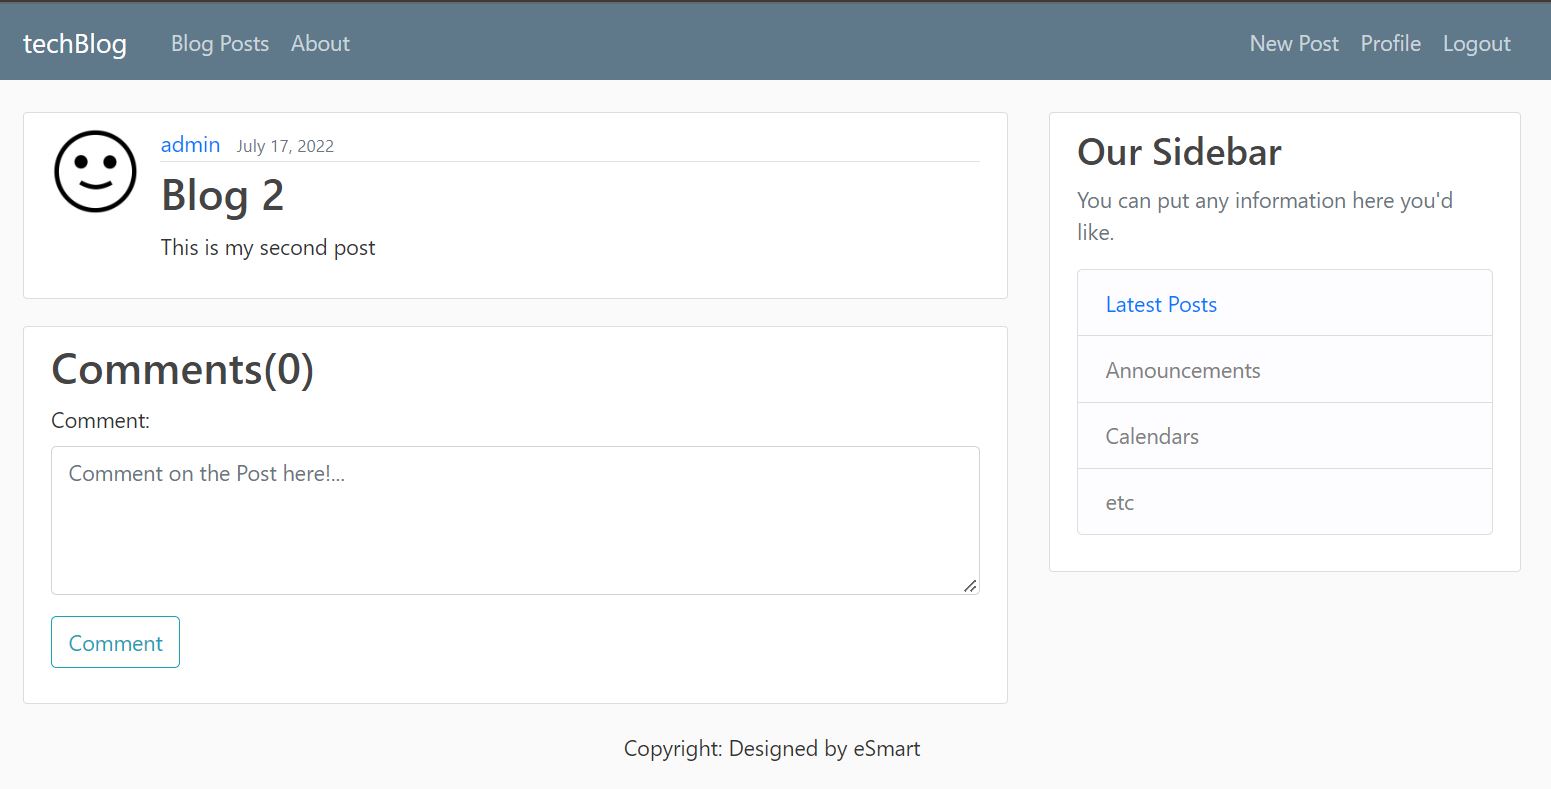 techBlog Blog Posts About New Post Profile Logout
admin July 17, 2022
Blog 2
This is my second post
Comments(0)
Comment:
Comment on the Post here!...
Comment
Our Sidebar
You can put any information here you'd
like.
Latest Posts
Announcements
Calendars
etc
Copyright: Designed by eSmart